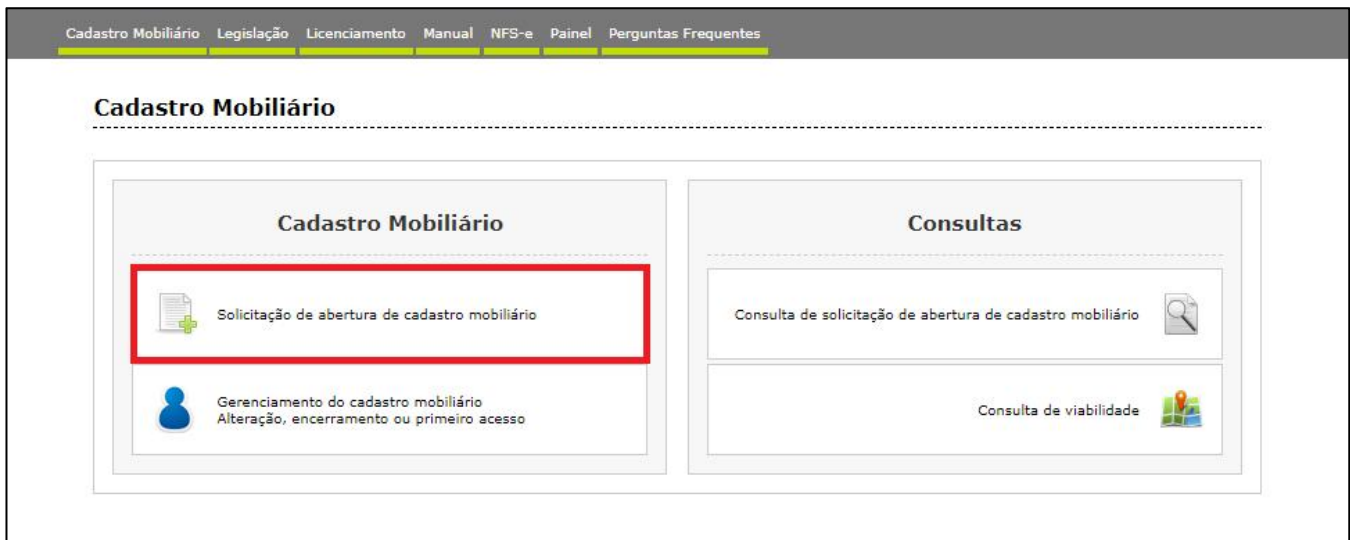 Cadastro Mobiliário Legislação Licenciamento Manual NFS-e Painel Perguntas Frequentes
Cadastro Mobiliário
Cadastro Mobiliário
Solicitação de abertura de cadastro mobiliário
Gerenciamento do cadastro mobiliário
Alteração, encerramento ou primeiro acesso
Consultas
Consulta de solicitação de abertura de cadastro mobiliário
Consulta de viabilidade